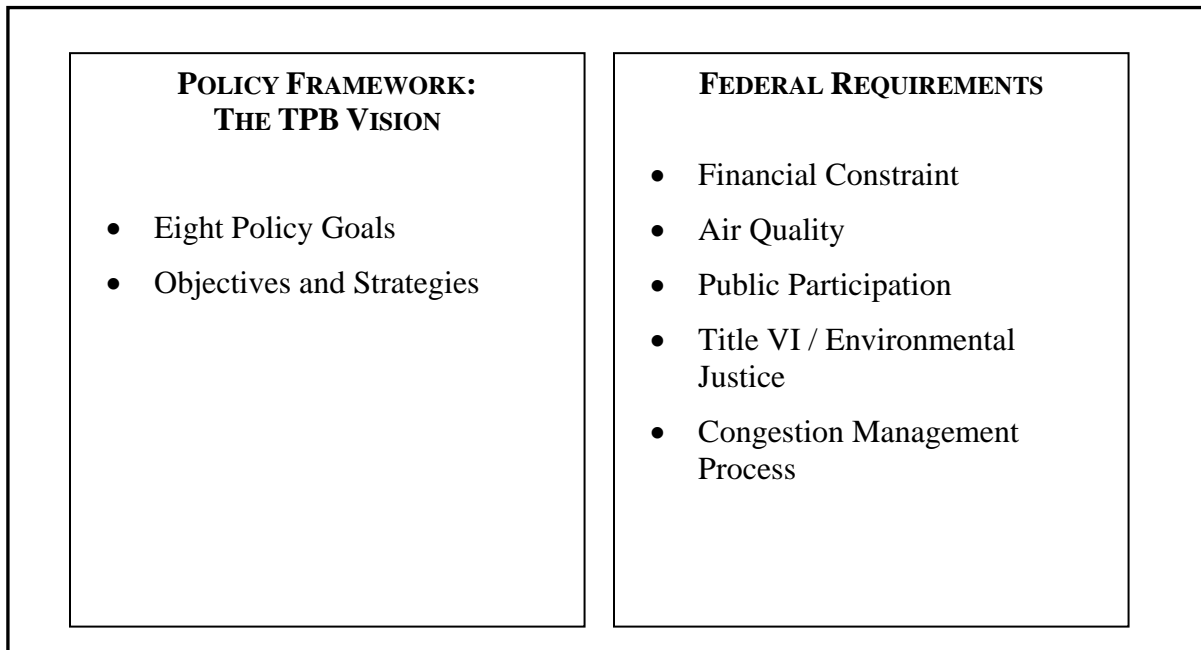 POLICY FRAMEWORK:
THE TPB VISION
• Eight Policy Goals
• Objectives and Strategies
FEDERAL REQUIREMENTS
• Financial Constraint
• Air Quality
• Public Participation
• Title VI / Environmental
Justice
• Congestion Management
Process